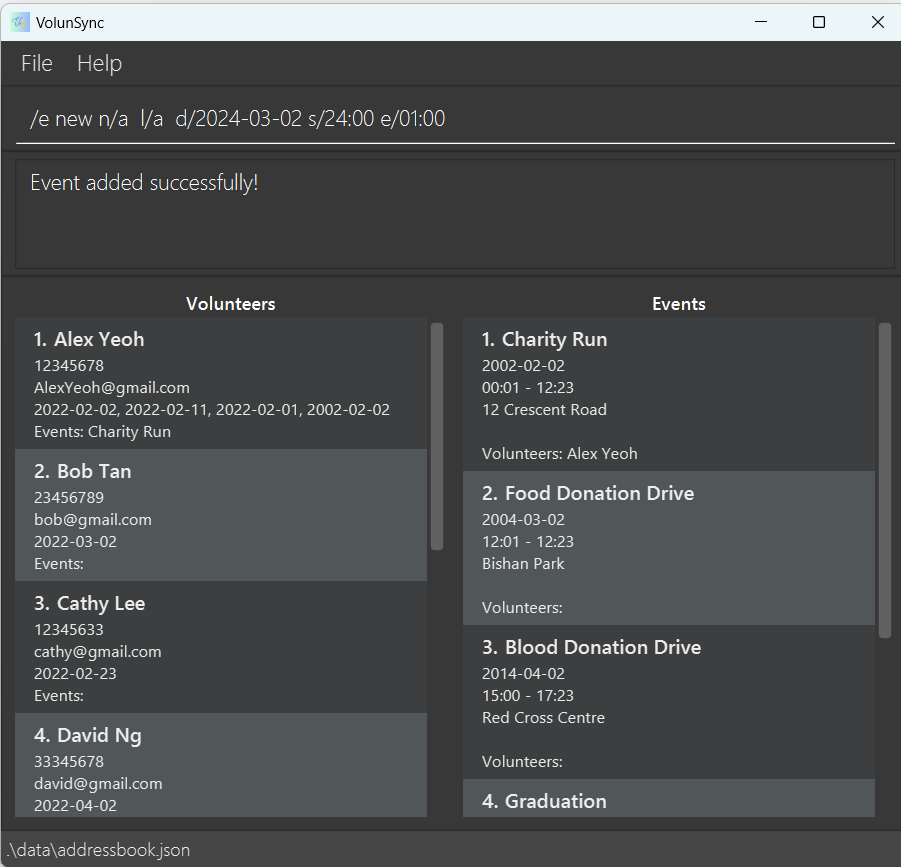 VolunSync
File Help
/e new n/a l/a d/2024-03-02 s/24:00 e/01:00
Event added successfully!
Volunteers
1. Alex Yeoh
12345678
AlexYeoh@gmail.com
2022-02-02, 2022-02-11, 2022-02-01, 2002-02-02
Events: Charity Run
2. Bob Tan
23456789
bob@gmail.com
2022-03-02
Events:
3. Cathy Lee
12345633
cathy@gmail.com
2022-02-23
Events:
4. David Ng
33345678
david@gmail.com
2022-04-02
Events
1. Charity Run
2002-02-02
00:01 - 12:23
12 Crescent Road
Volunteers: Alex Yeoh
2. Food Donation Drive
2004-03-02
12:01 - 12:23
Bishan Park
Volunteers:
3. Blood Donation Drive
2014-04-02
15:00 - 17:23
Red Cross Centre
Volunteers:
4. Graduation
.\data\addressbook.json